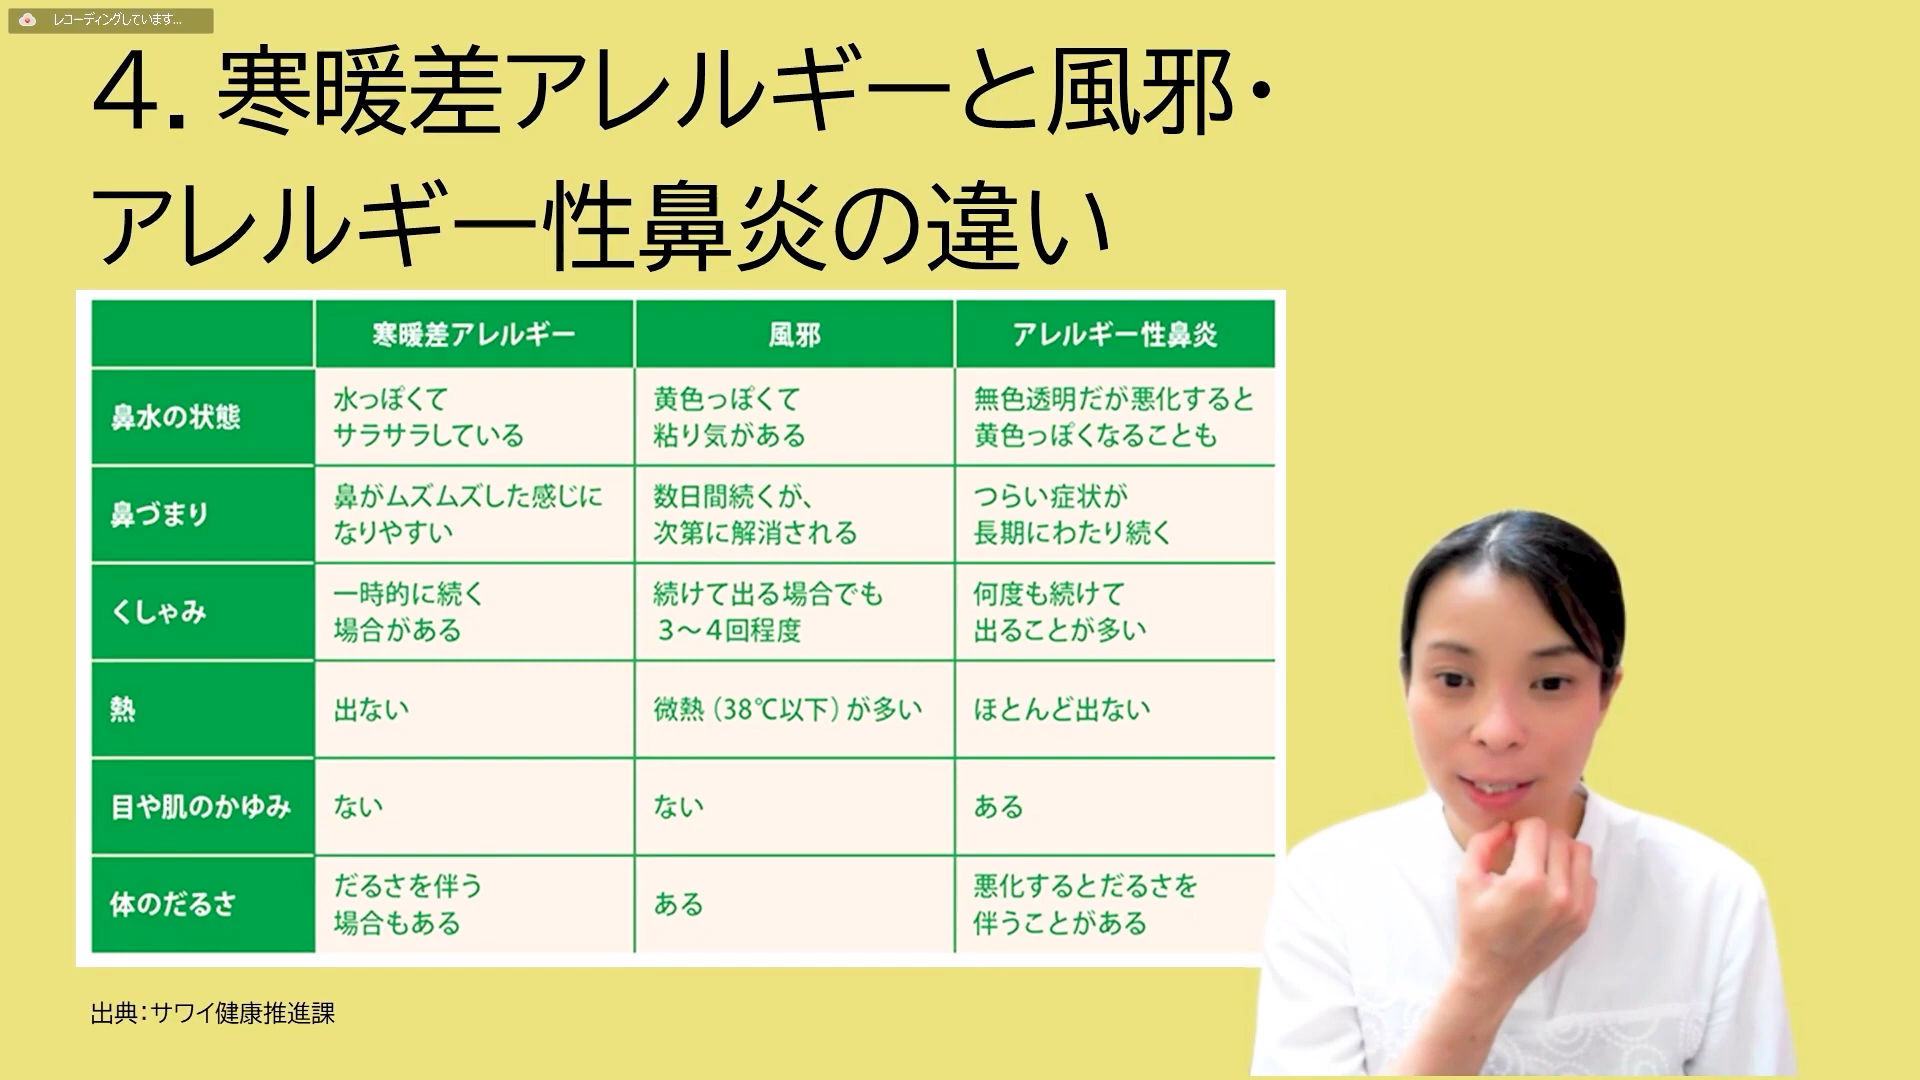 レコーディングしています...
4. 寒暖差アレルギーと風邪・
アレルギー性鼻炎の違い
寒暖差アレルギー 風邪 アレルギー性鼻炎
鼻水の状態
水っぽくて
サラサラしている
黄色っぽくて
粘り気がある
無色透明だが悪化すると
黄色っぽくなることも
鼻づまり
鼻がムズムズした感じに
なりやすい
数日間続くが、
次第に解消される
つらい症状が
長期にわたり続く
くしゃみ
一時的に続く
場合がある
続けて出る場合でも
3〜4回程度
何度も続けて
出ることが多い
熱
出ない
微熱（38℃以下）が多い
ほとんど出ない
目や肌のかゆみ
ない
ない
ある
体のだるさ
だるさを伴う
場合もある
ある
悪化するとだるさを
伴うことがある
出典：サワイ健康推進課